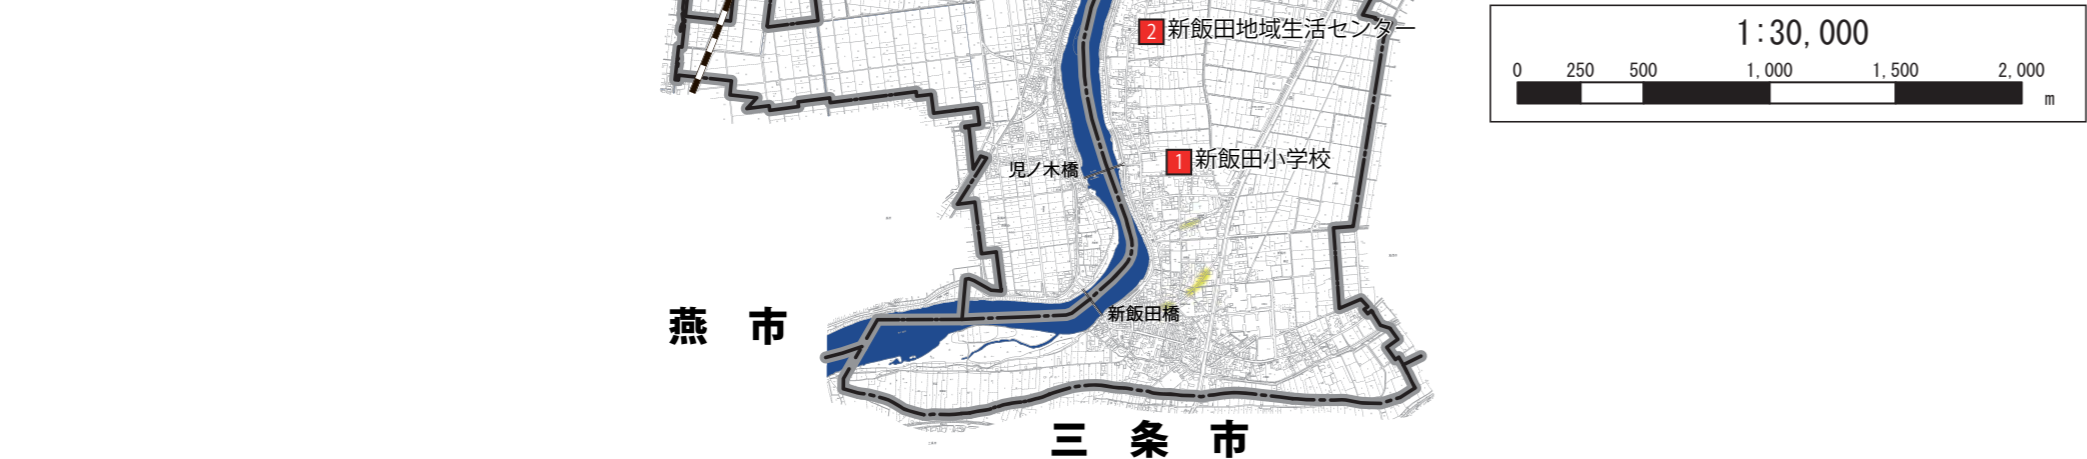 2 新飯田地域生活センター
1:30,000
0 250 500 1,000 1,500 2,000
m
1 新飯田小学校
児ノ木橋
新飯田橋
燕 市
三 条 市